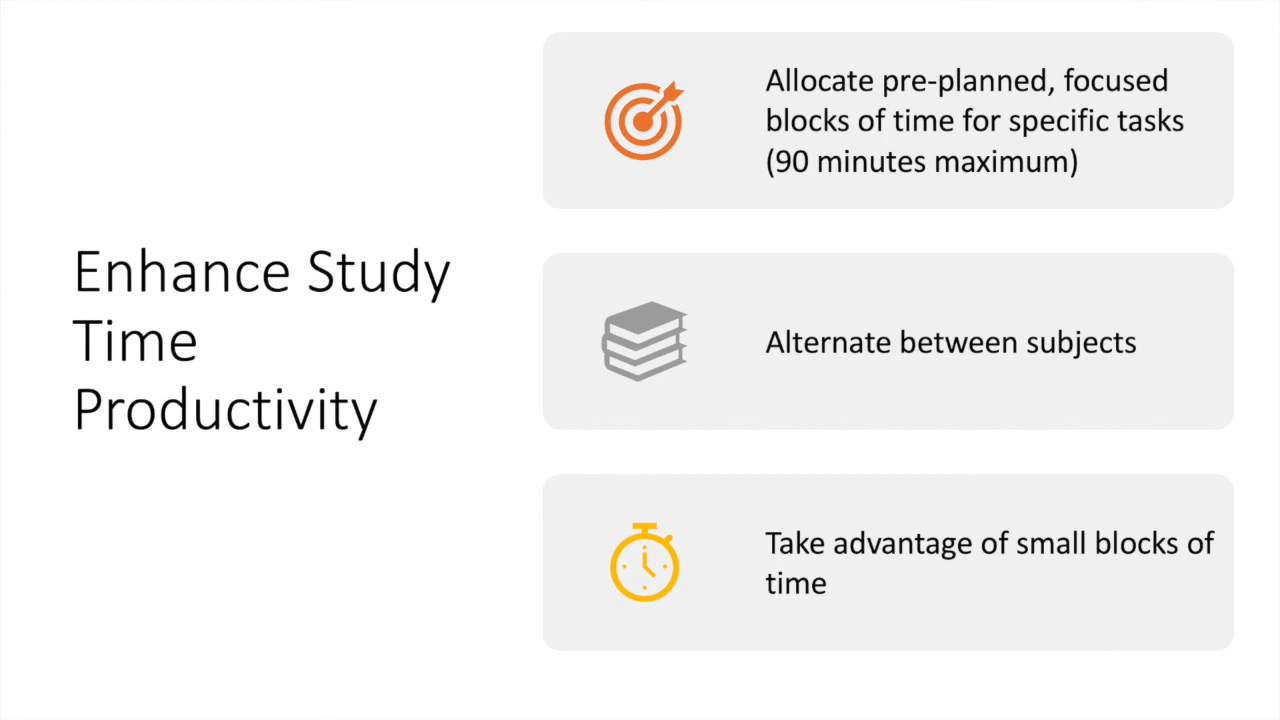 Enhance Study
Time
Productivity
Allocate pre-planned, focused
blocks of time for specific tasks
(90 minutes maximum)
Alternate between subjects
Take advantage of small blocks of
time